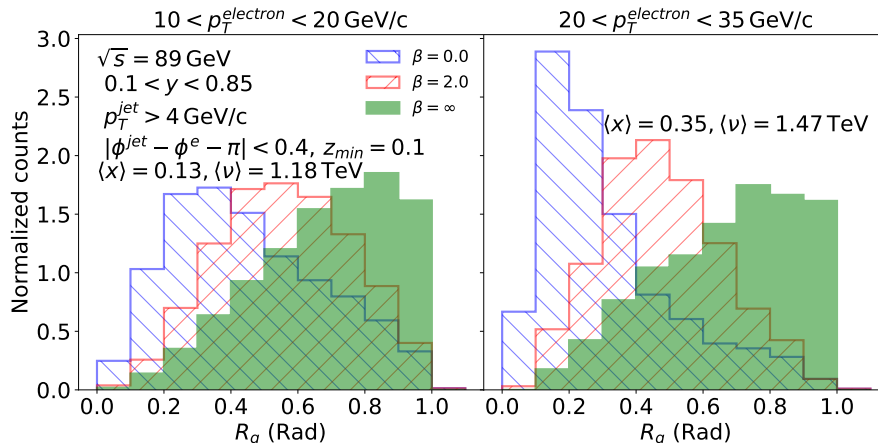 10 < p_T^{electron} < 20 GeV/c
20 < p_T^{electron} < 35 GeV/c
Normalized counts
3.0
2.5
2.0
1.5
1.0
0.5
0.0
√s = 89 GeV
0.1 < y < 0.85
p_T^{jet} > 4 GeV/c
|ϕ^{jet} − ϕ^e − π| < 0.4, z_{min} = 0.1
⟨x⟩ = 0.13, ⟨ν⟩ = 1.18 TeV
β = 0.0
β = 2.0
β = ∞
⟨x⟩ = 0.35, ⟨ν⟩ = 1.47 TeV
0.0 0.2 0.4 0.6 0.8 1.0
0.0 0.2 0.4 0.6 0.8 1.0
R_g (Rad)
R_g (Rad)